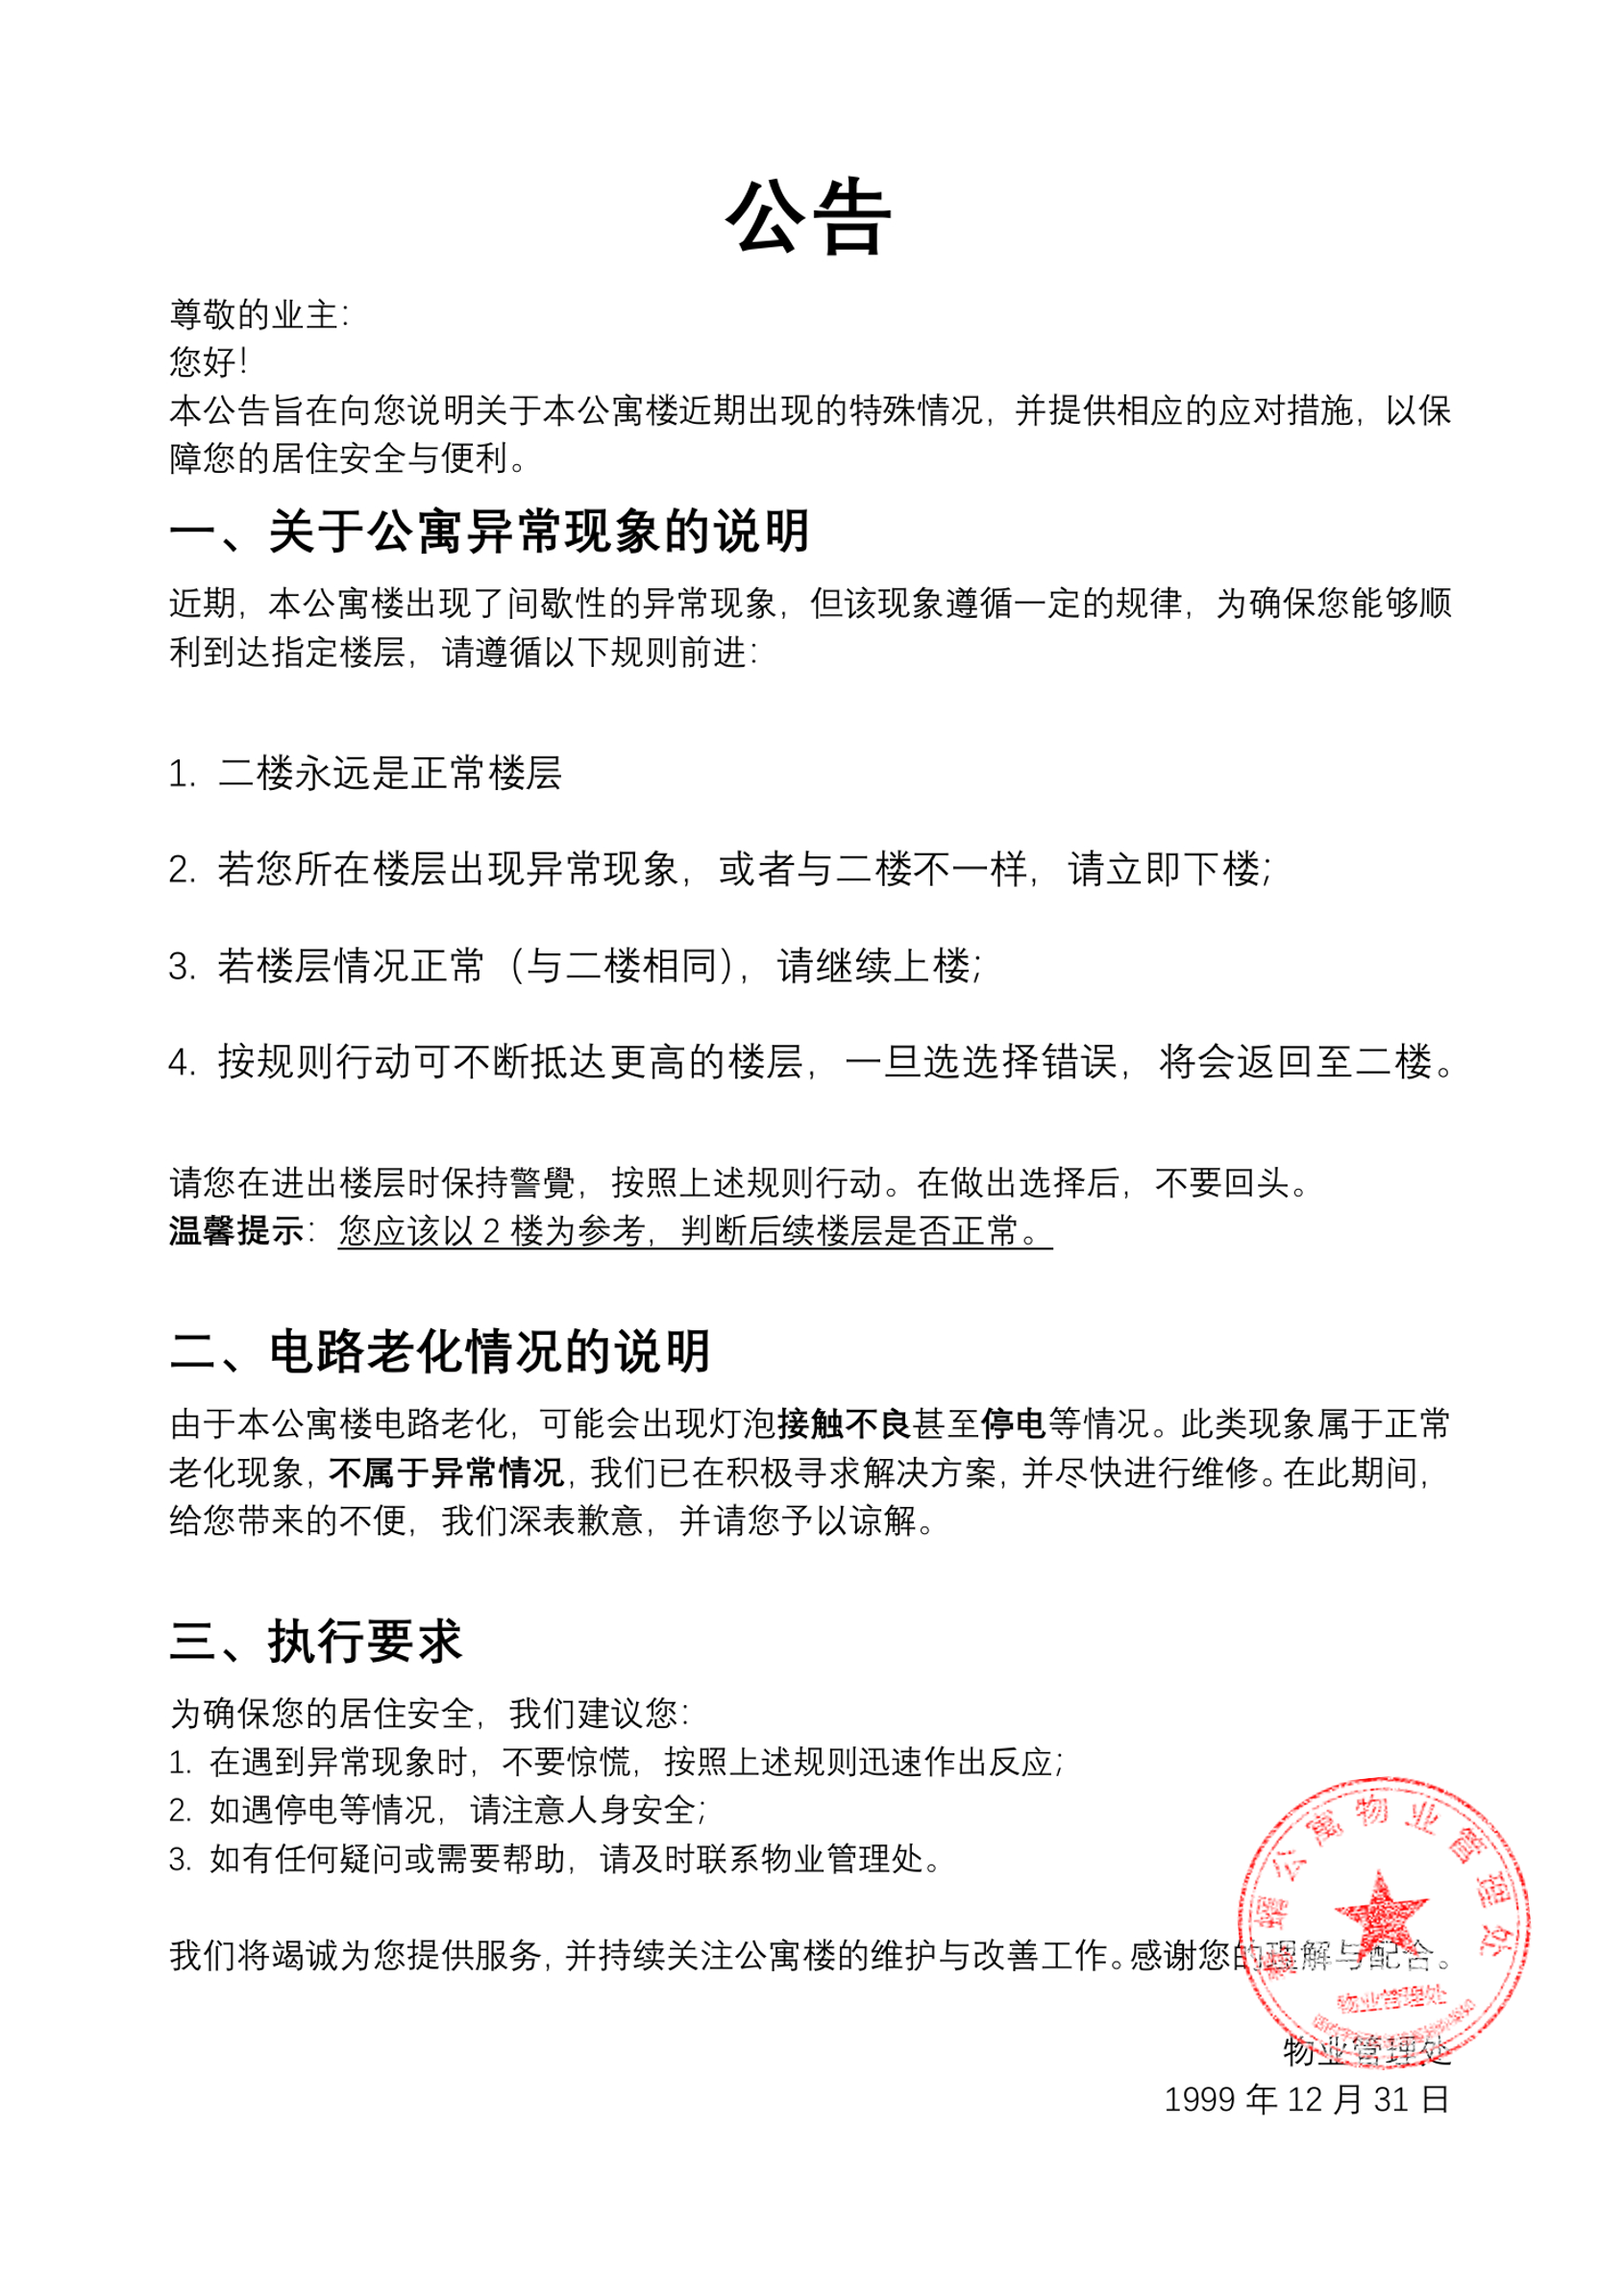 公告
尊敬的业主：
您好！
本公告旨在向您说明关于本公寓楼近期出现的特殊情况，并提供相应的应对措施，以保
障您的居住安全与便利。
一、关于公寓异常现象的说明
近期，本公寓楼出现了间歇性的异常现象，但该现象遵循一定的规律，为确保您能够顺
利到达指定楼层，请遵循以下规则前进：
1. 二楼永远是正常楼层
2. 若您所在楼层出现异常现象，或者与二楼不一样，请立即下楼；
3. 若楼层情况正常（与二楼相同），请继续上楼；
4. 按规则行动可不断抵达更高的楼层，一旦选选择错误，将会返回至二楼。
请您在进出楼层时保持警覺，按照上述规则行动。在做出选择后，不要回头。
温馨提示：您应该以 2 楼为参考，判断后续楼层是否正常。
二、电路老化情况的说明
由于本公寓楼电路老化，可能会出现灯泡接触不良甚至停电等情况。此类现象属于正常
老化现象，不属于异常情况，我们已在积极寻求解决方案，并尽快进行维修。在此期间，
给您带来的不便，我们深表歉意，并请您予以谅解。
三、执行要求
为确保您的居住安全，我们建议您：
1. 在遇到异常现象时，不要惊慌，按照上述规则迅速作出反应；
2. 如遇停电等情况，请注意人身安全；
3. 如有任何疑问或需要帮助，请及时联系物业管理处。
我们将竭诚为您提供服务，并持续关注公寓楼的维护与改善工作。感谢您的理解与配合。
公寓物业管理处
物业管理处
物业管理处
1999 年 12 月 31 日